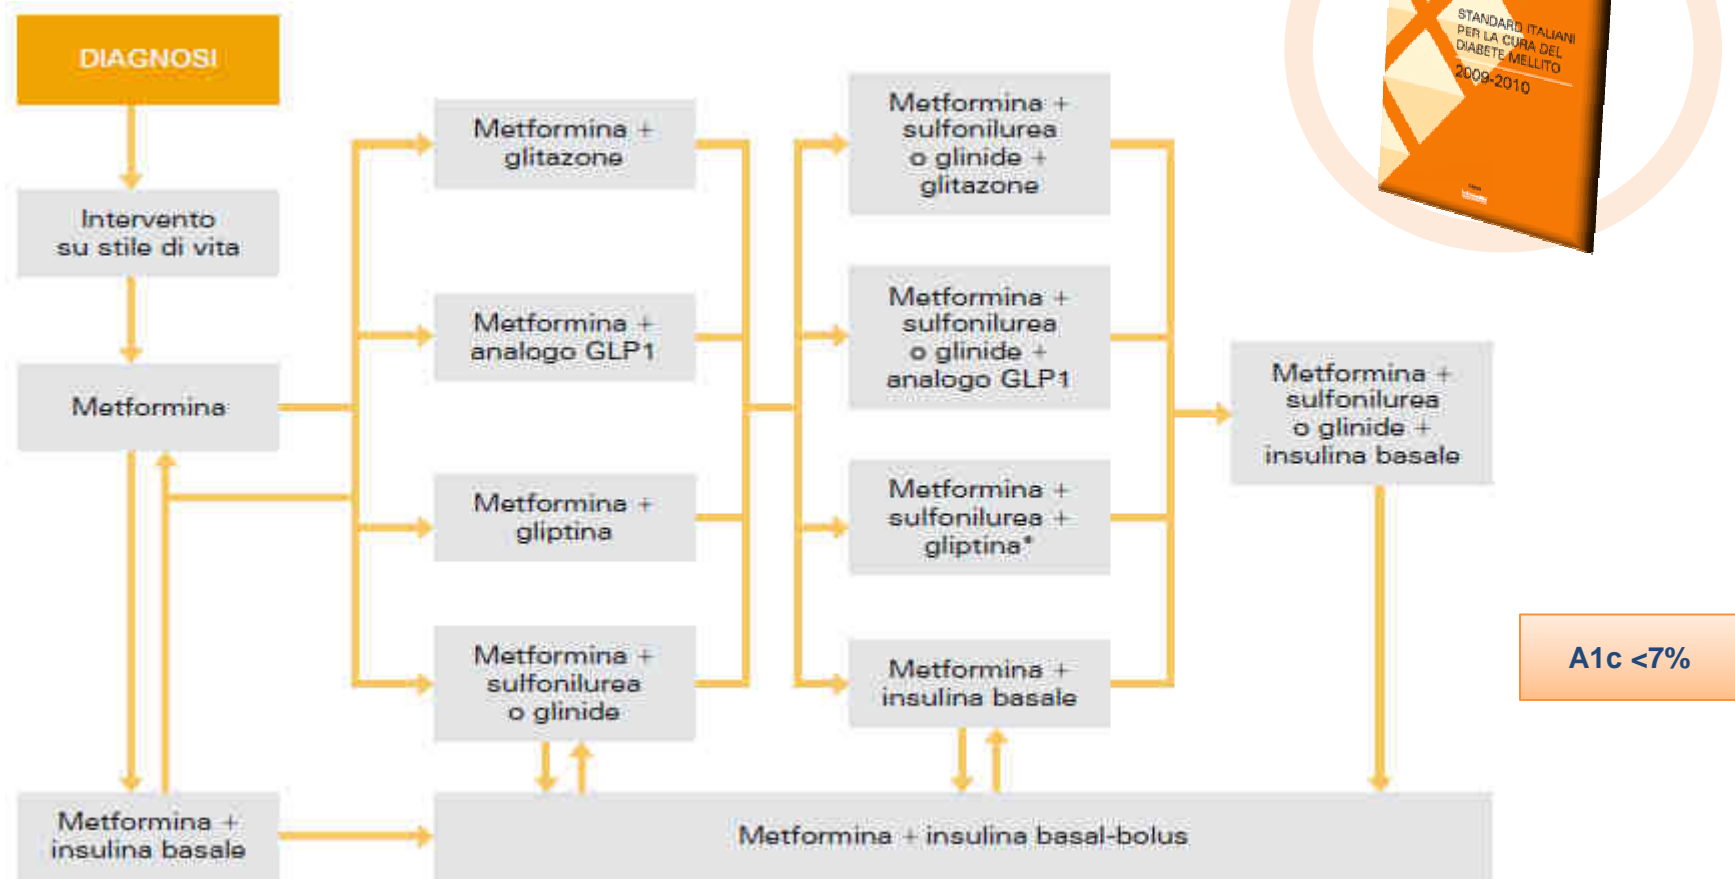 DIAGNOSI
Intervento
su stile di vita
Metformina
Metformina +
insulina basale
Metformina +
glitazone
Metformina +
analogo GLP1
Metformina +
gliptina
Metformina +
sulfonilurea
o glinide
Metformina +
sulfonilurea
o glinide +
glitazone
Metformina +
sulfonilurea
o glinide +
analogo GLP1
Metformina +
sulfonilurea +
gliptina*
Metformina +
insulina basale
Metformina +
sulfonilurea
o glinide +
insulina basale
Metformina + insulina basal-bolus
STANDARD ITALIANI
PER LA CURA DEL
DIABETE MELLITO
2009-2010
A1c <7%